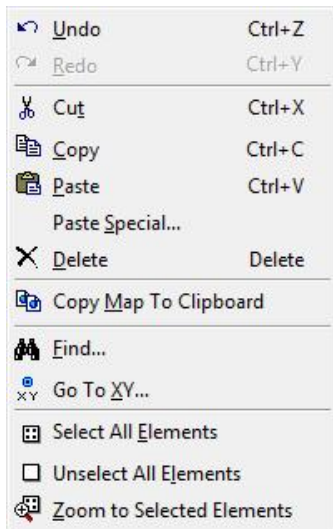 Undo Ctrl+Z
Redo Ctrl+Y
Cut Ctrl+X
Copy Ctrl+C
Paste Ctrl+V
Paste Special...
Delete Delete
Copy Map To Clipboard
Find...
XY Go To XY...
Select All Elements
Unselect All Elements
Zoom to Selected Elements